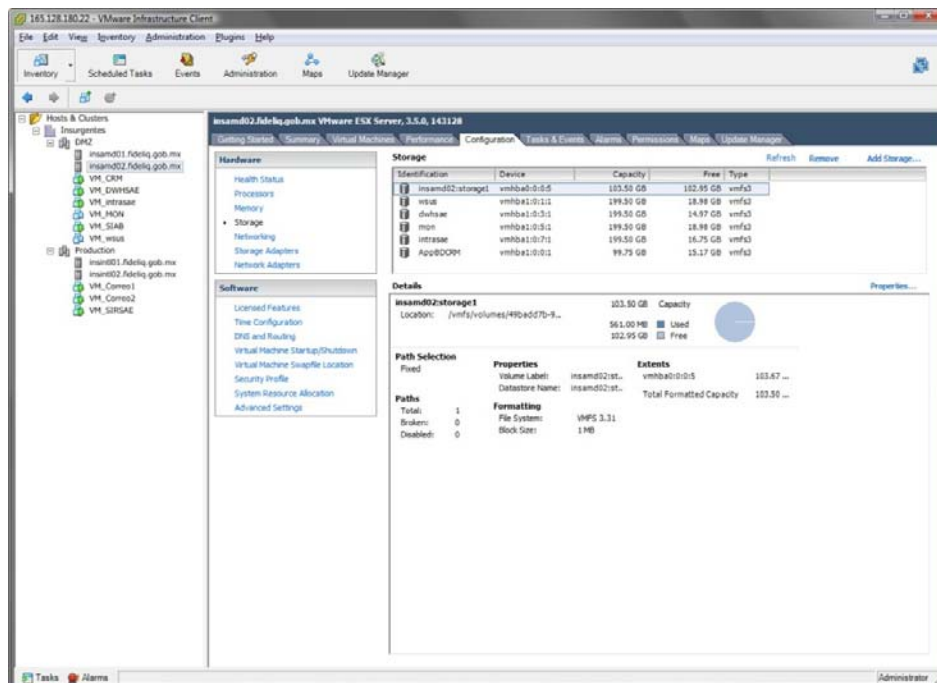 165.128.180.22 - VMware Infrastructure Client
File Edit View Inventory Administration Plugins Help
Inventory Scheduled Tasks Events Administration Maps Update Manager
Hosts & Clusters
Insurgentes
DMZ
insamd01.fideliq.gob.mx
insamd02.fideliq.gob.mx
VM_CRM
VM_DWHSAE
VM_intrasae
VM_MON
VM_SIAB
VM_wsus
Production
insintl01.fideliq.gob.mx
insintl02.fideliq.gob.mx
VM_Correo1
VM_Correo2
VM_SIRSAE
insamd02.fideliq.gob.mx VMware ESX Server, 3.5.0, 143128
Getting Started Summary Virtual Machines Performance Configuration Tasks & Events Alarms Permissions Maps Update Manager
Hardware
Health Status
Processors
Memory
Storage
Networking
Storage Adapters
Network Adapters
Software
Licensed Features
Time Configuration
DNS and Routing
Virtual Machine Startup/Shutdown
Virtual Machine Swapfile Location
Security Profile
System Resource Allocation
Advanced Settings
Storage Refresh Remove Add Storage...
Identification Device Capacity Free Type
insamd02:storage1 vmhba0:0:0:5 103.50 GB 102.95 GB vmfs3
wsus vmhba1:0:1:1 199.50 GB 18.98 GB vmfs3
dwhsae vmhba1:0:3:1 199.50 GB 14.97 GB vmfs3
mon vmhba1:0:5:1 199.50 GB 18.98 GB vmfs3
intrasae vmhba1:0:7:1 199.50 GB 16.75 GB vmfs3
AppBDCRM vmhba1:0:0:1 99.75 GB 15.17 GB vmfs3
Details Properties...
insamd02:storage1 103.50 GB Capacity
Location: /vmfs/volumes/49badd7b-9...
561.00 MB Used
102.95 GB Free
Path Selection
Fixed
Paths
Total: 1
Broken: 0
Disabled: 0
Properties
Volume Label: insamd02:st..
Datastore Name: insamd02:st..
Formatting
File System: VMFS 3.31
Block Size: 1 MB
Extents
vmhba0:0:0:5 103.67 ...
Total Formatted Capacity 103.50 ...
Tasks Alarms Administrator